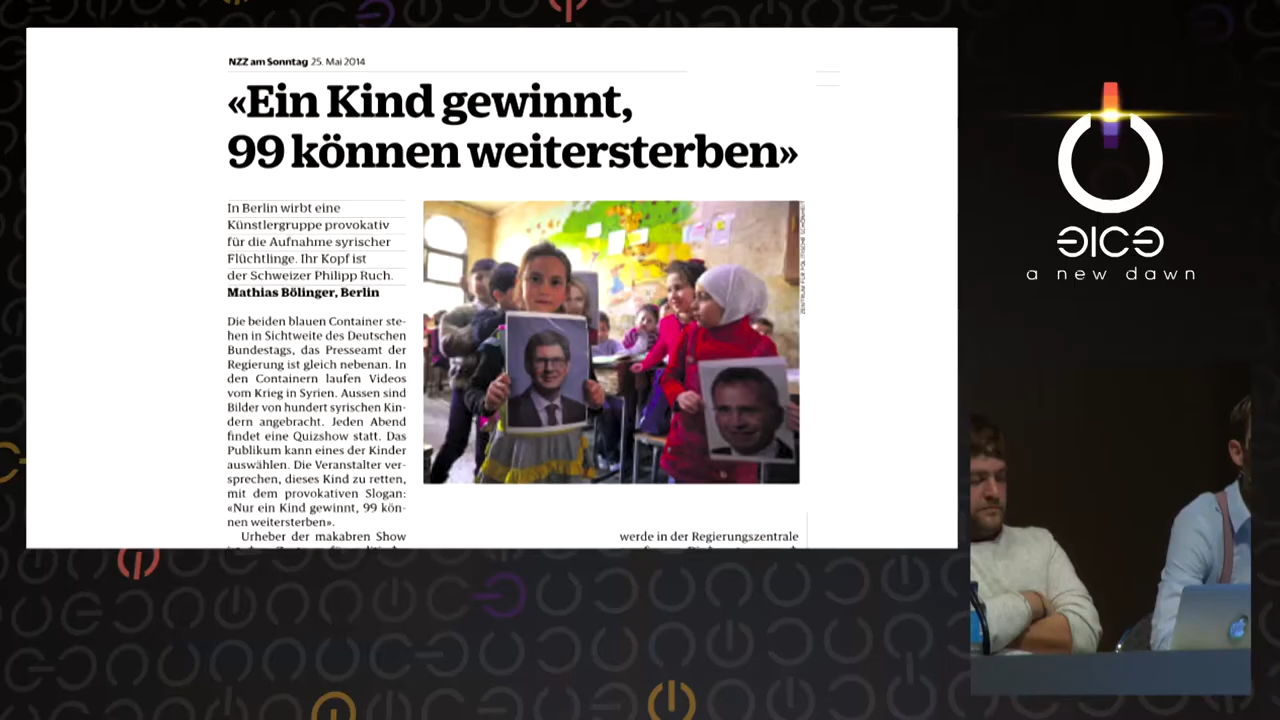 NZZ am Sonntag 25. Mai 2014
«Ein Kind gewinnt,
99 können weitersterben»
In Berlin wirbt eine
Künstlergruppe provokativ
für die Aufnahme syrischer
Flüchtlinge. Ihr Kopf ist
der Schweizer Philipp Ruch.
Mathias Bölinger, Berlin
Die beiden blauen Container ste-
hen in Sichtweite des Deutschen
Bundestags, das Presseamt der
Regierung ist gleich nebenan. In
den Containern laufen Videos
vom Krieg in Syrien. Aussen sind
Bilder von hundert syrischen Kin-
dern angebracht. Jeden Abend
findet eine Quizshow statt. Das
Publikum kann eines der Kinder
auswählen. Die Veranstalter ver-
sprechen, dieses Kind zu retten,
mit dem provokativen Slogan:
«Nur ein Kind gewinnt, 99 kön-
nen weitersterben».
Urheber der makabren Show
werde in der Regierungszentrale
ZENTRUM FÜR POLITISCHE SCHÖNHEIT
a new dawn